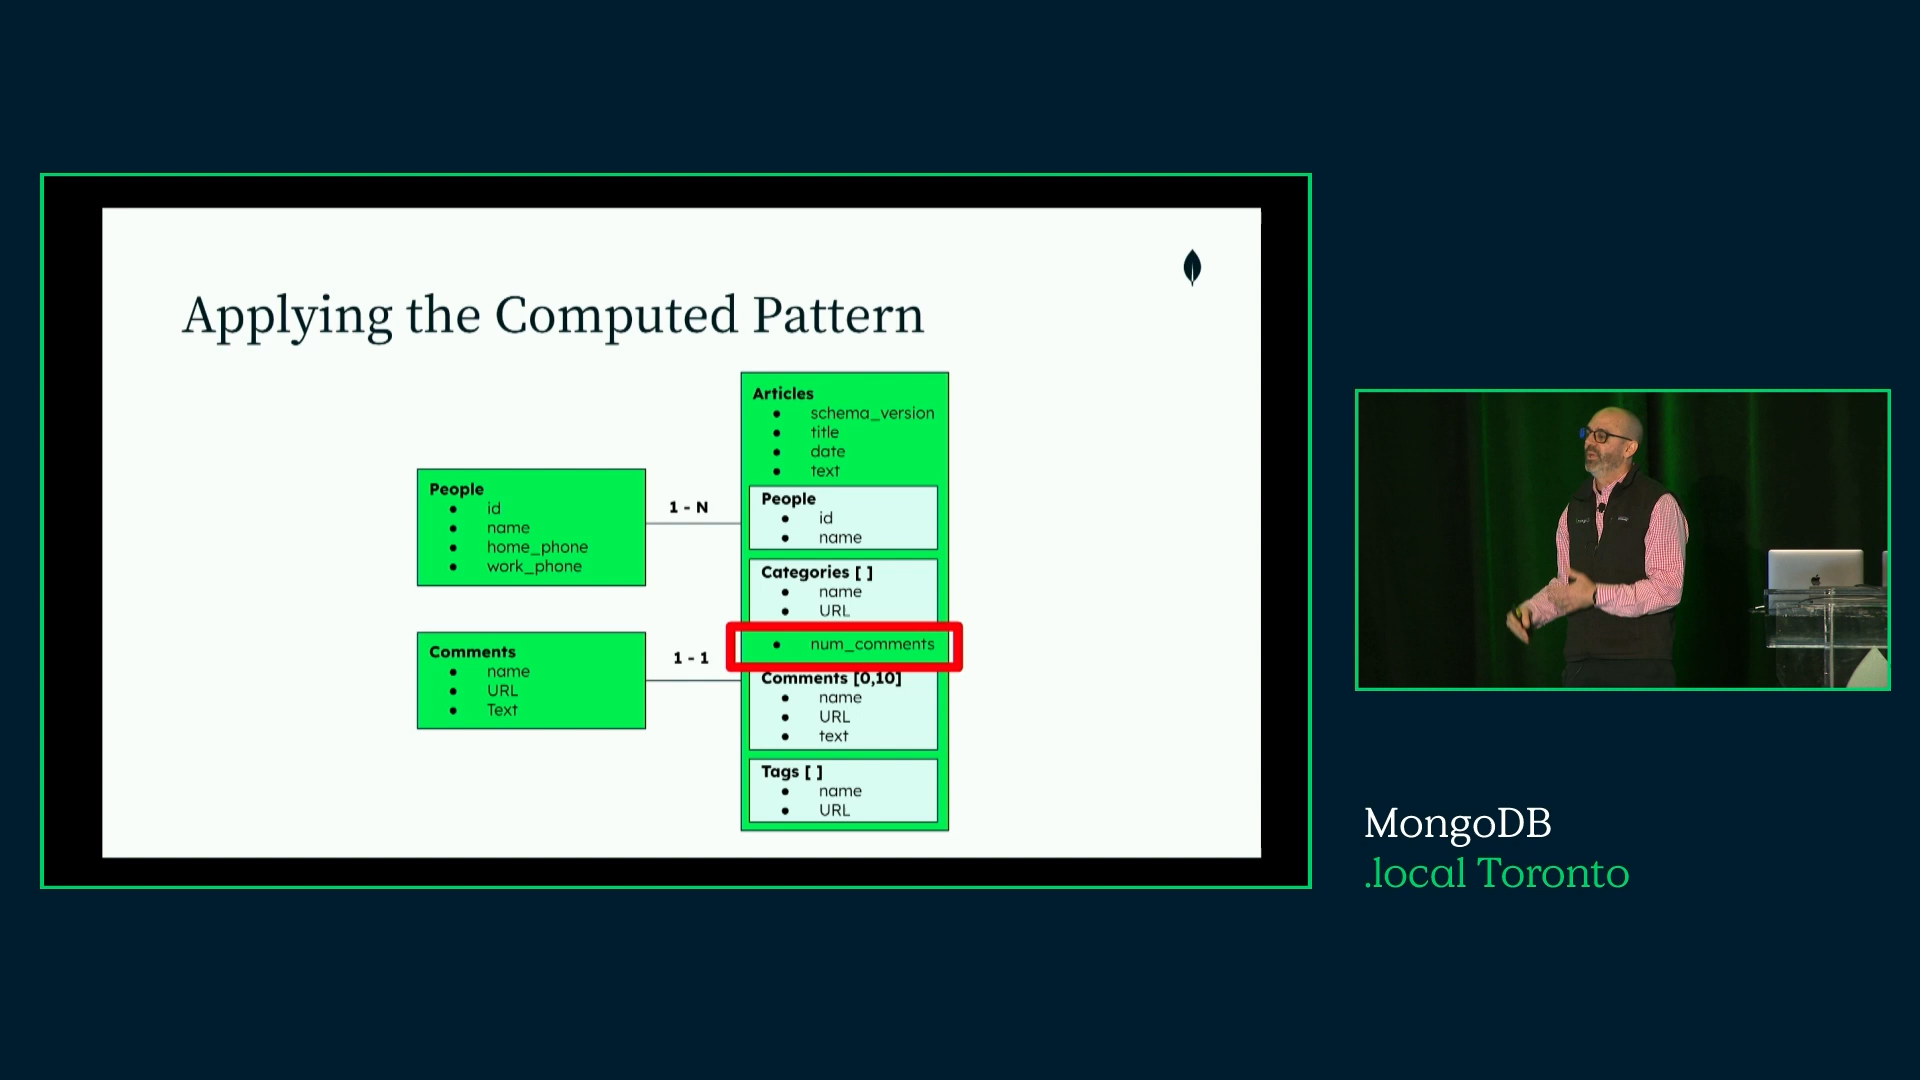 Applying the Computed Pattern
People
● id
● name
● home_phone
● work_phone
1 - N
Comments
● name
● URL
● Text
1 - 1
Articles
● schema_version
● title
● date
● text
People
● id
● name
Categories [ ]
● name
● URL
● num_comments
Comments [0,10]
● name
● URL
● text
Tags [ ]
● name
● URL
MongoDB
.local Toronto